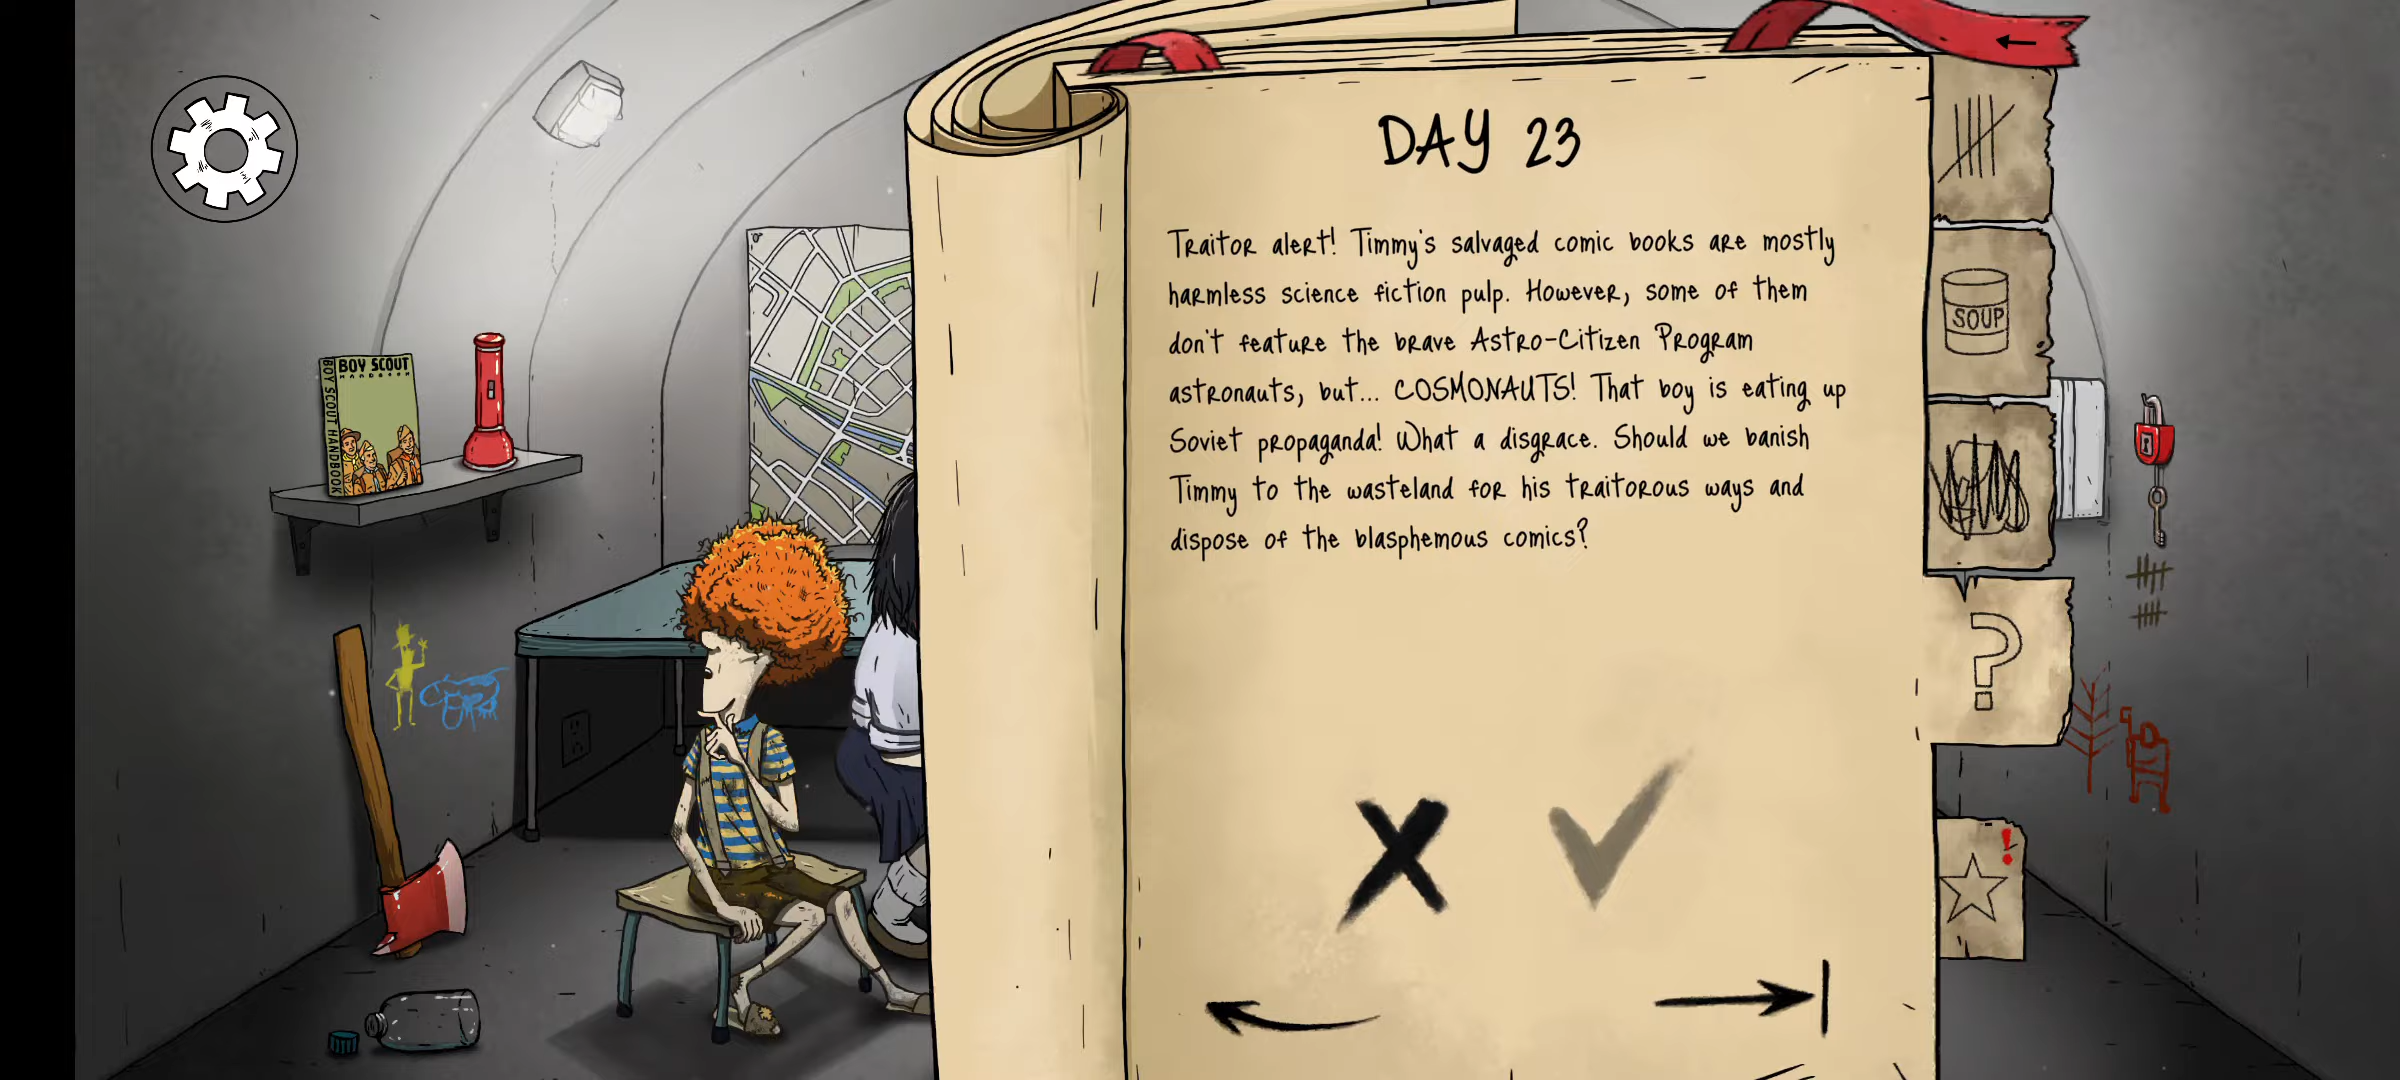 DAY 23
Traitor alert! Timmy's salvaged comic books are mostly
harmless science fiction pulp. However, some of them
don't feature the brave Astro-Citizen Program
astronauts, but... COSMONAUTS! That boy is eating up
Soviet propaganda! What a disgrace. Should we banish
Timmy to the wasteland for his traitorous ways and
dispose of the blasphemous comics?
SOUP
?
!
BOY SCOUT
HANDBOOK
BOY SCOUT HANDBOOK